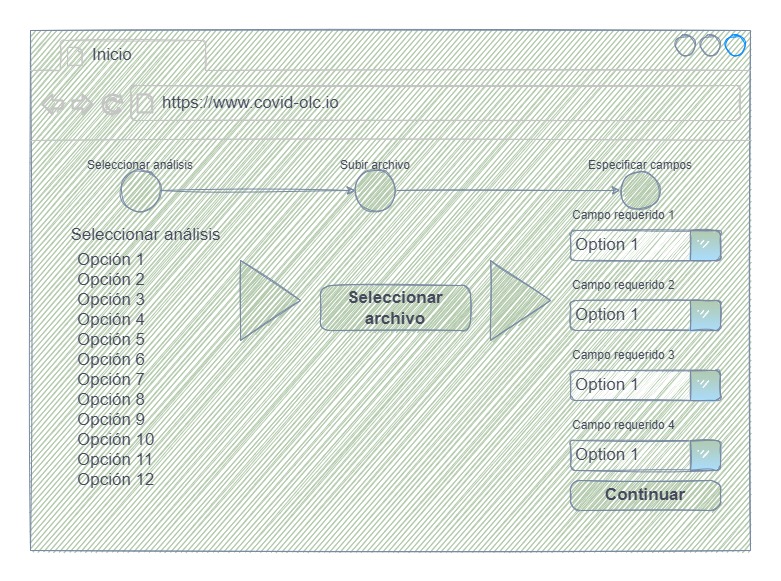 Inicio
https://www.covid-olc.io
Seleccionar análisis
Subir archivo
Especificar campos
Seleccionar análisis
Opción 1
Opción 2
Opción 3
Opción 4
Opción 5
Opción 6
Opción 7
Opción 8
Opción 9
Opción 10
Opción 11
Opción 12
Seleccionar
archivo
Campo requerido 1
Option 1
Campo requerido 2
Option 1
Campo requerido 3
Option 1
Campo requerido 4
Option 1
Continuar